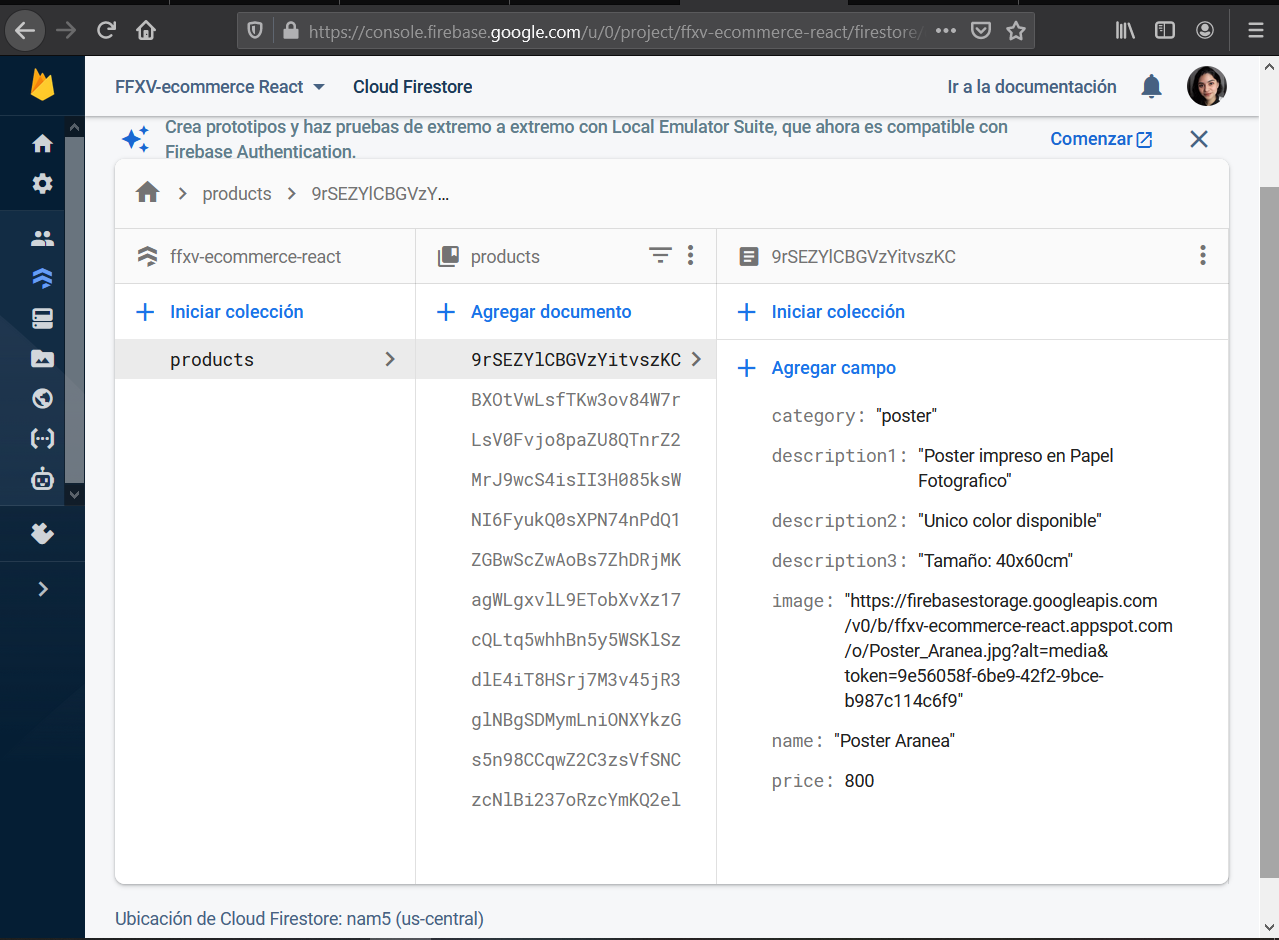 https://console.firebase.google.com/u/0/project/ffxv-ecommerce-react/firestore/
FFXV-ecommerce React
Cloud Firestore
Ir a la documentación
Crea prototipos y haz pruebas de extremo a extremo con Local Emulator Suite, que ahora es compatible con
Firebase Authentication.
Comenzar
products
9rSEZYlCBGVzY...
ffxv-ecommerce-react
products
9rSEZYlCBGVzYitvszKC
Iniciar colección
Agregar documento
Iniciar colección
products
9rSEZYlCBGVzYitvszKC
BXOtVwLsfTKw3ov84W7r
LsV0Fvjo8paZU8QTnrZ2
MrJ9wcS4isII3H085ksW
NI6FyukQ0sXPN74nPdQ1
ZGBwScZwAoBs7ZhDRjMK
agWLgxvlL9ETobXvXz17
cQLtq5whhBn5y5WSKlSz
dlE4iT8HSrj7M3v45jR3
glNBgSDMymLniONXYkzG
s5n98CCqwZ2C3zsVfSNC
zcNlBi237oRzcYmKQ2el
Agregar campo
category: "poster"
description1: "Poster impreso en Papel
Fotografico"
description2: "Unico color disponible"
description3: "Tamaño: 40x60cm"
image: "https://firebasestorage.googleapis.com
/v0/b/ffxv-ecommerce-react.appspot.com
/o/Poster_Aranea.jpg?alt=media&
token=9e56058f-6be9-42f2-9bce-
b987c114c6f9"
name: "Poster Aranea"
price: 800
Ubicación de Cloud Firestore: nam5 (us-central)